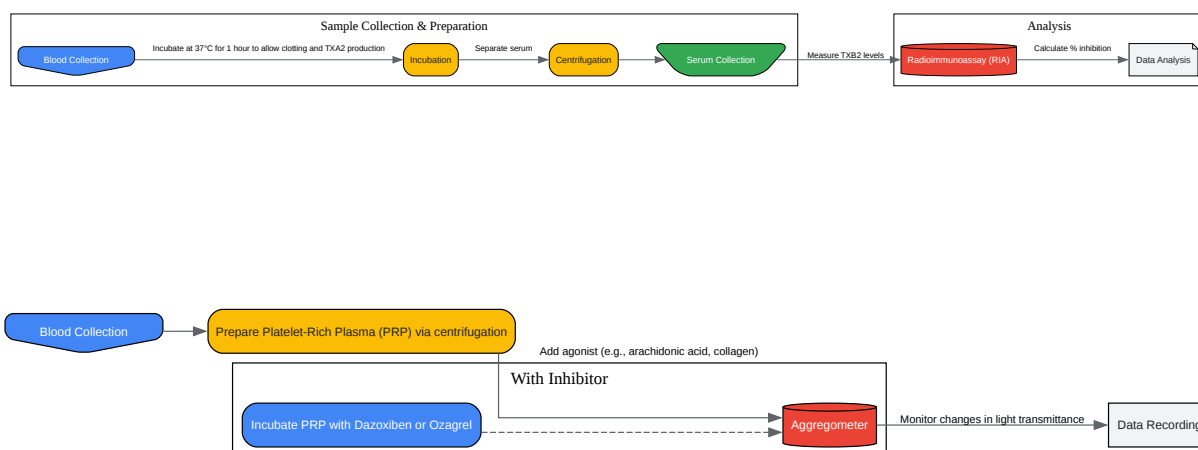 Sample Collection & Preparation
Analysis
Blood Collection
Incubate at 37°C for 1 hour to allow clotting and TXA2 production
Incubation
Separate serum
Centrifugation
Serum Collection
Measure TXB2 levels
Radioimmunoassay (RIA)
Calculate % inhibition
Data Analysis
Blood Collection
Prepare Platelet-Rich Plasma (PRP) via centrifugation
Add agonist (e.g., arachidonic acid, collagen)
With Inhibitor
Incubate PRP with Dazoxiben or Ozagrel
Aggregometer
Monitor changes in light transmittance
Data Recording